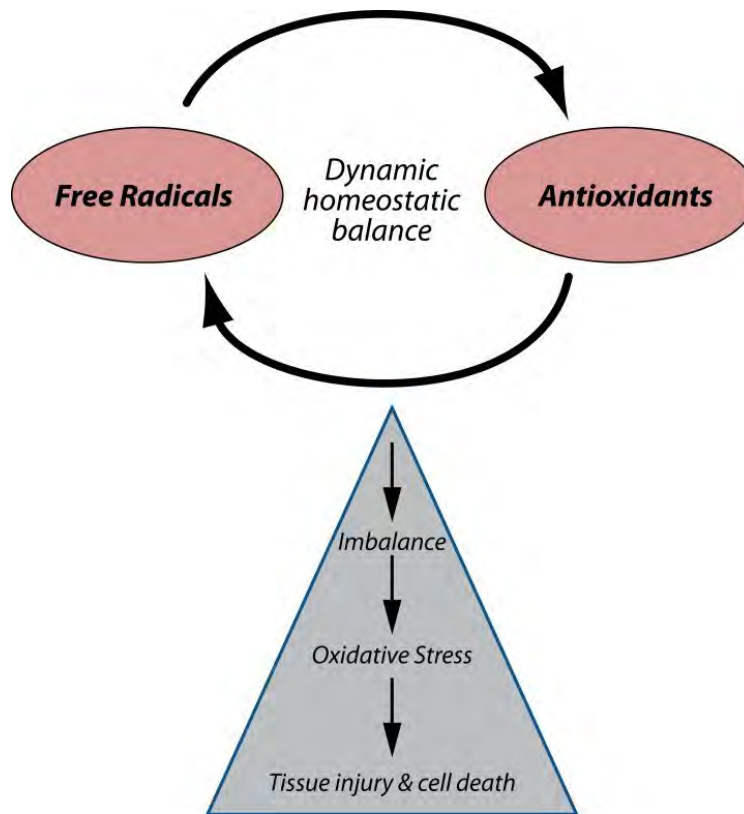 Free Radicals
Dynamic
homeostatic
balance
Antioxidants
Imbalance
Oxidative Stress
Tissue injury & cell death